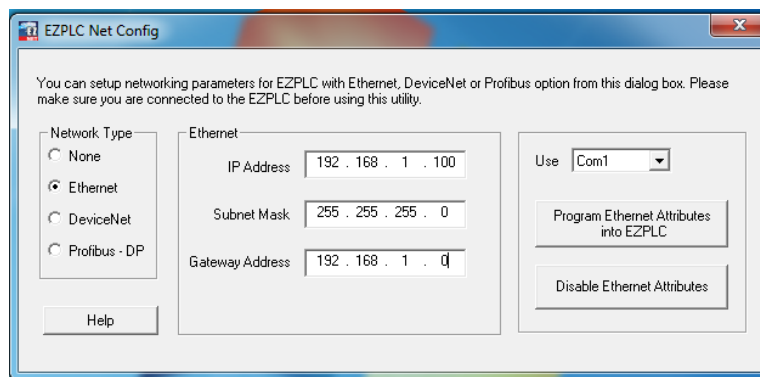 EZPLC Net Config
You can setup networking parameters for EZPLC with Ethernet, DeviceNet or Profibus option from this dialog box. Please
make sure you are connected to the EZPLC before using this utility.
Network Type
None
Ethernet
DeviceNet
Profibus - DP
Help
Ethernet
IP Address 192 . 168 . 1 . 100
Subnet Mask 255 . 255 . 255 . 0
Gateway Address 192 . 168 . 1 . 0
Use Com1
Program Ethernet Attributes
into EZPLC
Disable Ethernet Attributes